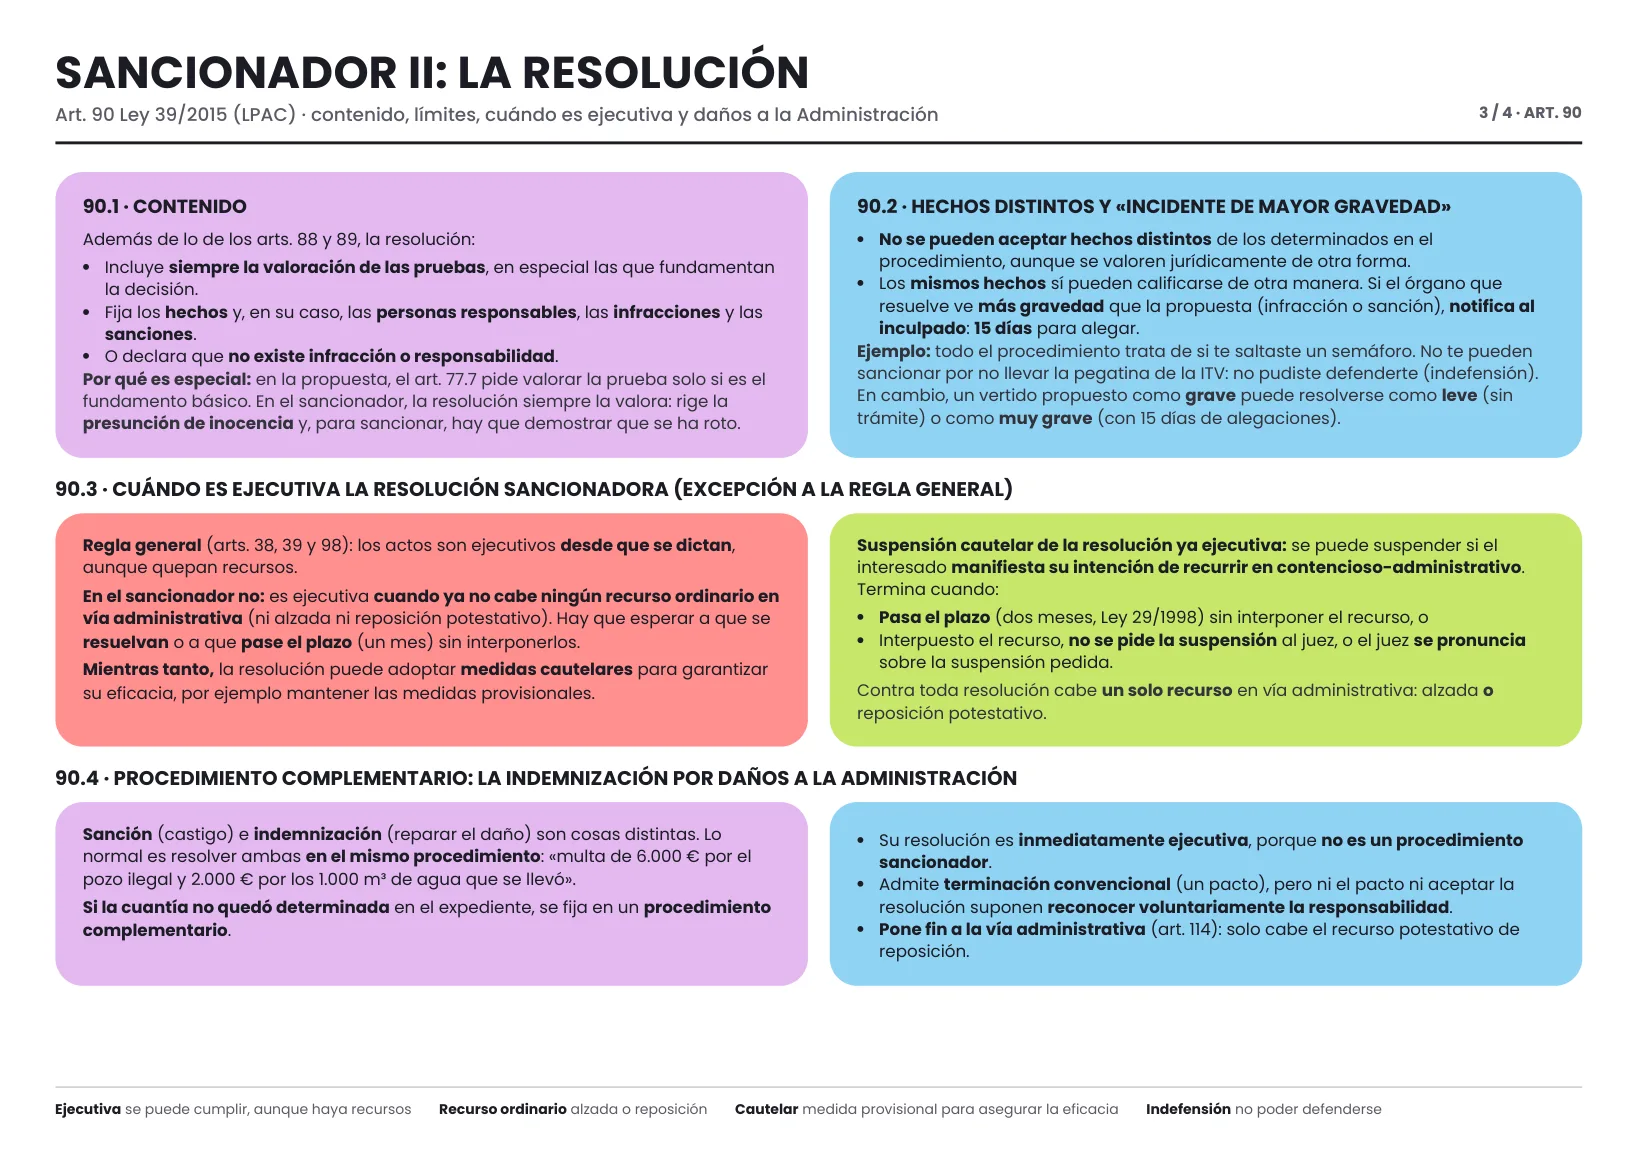 SANCIONADOR II: LA RESOLUCIÓN
Art. 90 Ley 39/2015 (LPAC) · contenido, límites, cuándo es ejecutiva y daños a la Administración
3 / 4 · ART. 90
90.1 · CONTENIDO
Además de lo de los arts. 88 y 89, la resolución:
• Incluye siempre la valoración de las pruebas, en especial las que fundamentan
la decisión.
• Fija los hechos y, en su caso, las personas responsables, las infracciones y las
sanciones.
• O declara que no existe infracción o responsabilidad.
Por qué es especial: en la propuesta, el art. 77.7 pide valorar la prueba solo si es el
fundamento básico. En el sancionador, la resolución siempre la valora: rige la
presunción de inocencia y, para sancionar, hay que demostrar que se ha roto.
90.2 · HECHOS DISTINTOS Y «INCIDENTE DE MAYOR GRAVEDAD»
• No se pueden aceptar hechos distintos de los determinados en el
procedimiento, aunque se valoren jurídicamente de otra forma.
• Los mismos hechos sí pueden calificarse de otra manera. Si el órgano que
resuelve ve más gravedad que la propuesta (infracción o sanción), notifica al
inculpado: 15 días para alegar.
Ejemplo: todo el procedimiento trata de si te saltaste un semáforo. No te pueden
sancionar por no llevar la pegatina de la ITV: no pudiste defenderte (indefensión).
En cambio, un vertido propuesto como grave puede resolverse como leve (sin
trámite) o como muy grave (con 15 días de alegaciones).
90.3 · CUÁNDO ES EJECUTIVA LA RESOLUCIÓN SANCIONADORA (EXCEPCIÓN A LA REGLA GENERAL)
Regla general (arts. 38, 39 y 98): los actos son ejecutivos desde que se dictan,
aunque quepan recursos.
En el sancionador no: es ejecutiva cuando ya no cabe ningún recurso ordinario en
vía administrativa (ni alzada ni reposición potestativo). Hay que esperar a que se
resuelvan o a que pase el plazo (un mes) sin interponerlos.
Mientras tanto, la resolución puede adoptar medidas cautelares para garantizar
su eficacia, por ejemplo mantener las medidas provisionales.
Suspensión cautelar de la resolución ya ejecutiva: se puede suspender si el
interesado manifiesta su intención de recurrir en contencioso-administrativo.
Termina cuando:
• Pasa el plazo (dos meses, Ley 29/1998) sin interponer el recurso, o
• Interpuesto el recurso, no se pide la suspensión al juez, o el juez se pronuncia
sobre la suspensión pedida.
Contra toda resolución cabe un solo recurso en vía administrativa: alzada o
reposición potestativo.
90.4 · PROCEDIMIENTO COMPLEMENTARIO: LA INDEMNIZACIÓN POR DAÑOS A LA ADMINISTRACIÓN
Sanción (castigo) e indemnización (reparar el daño) son cosas distintas. Lo
normal es resolver ambas en el mismo procedimiento: «multa de 6.000 € por el
pozo ilegal y 2.000 € por los 1.000 m³ de agua que se llevó».
Si la cuantía no quedó determinada en el expediente, se fija en un procedimiento
complementario.
• Su resolución es inmediatamente ejecutiva, porque no es un procedimiento
sancionador.
• Admite terminación convencional (un pacto), pero ni el pacto ni aceptar la
resolución suponen reconocer voluntariamente la responsabilidad.
• Pone fin a la vía administrativa (art. 114): solo cabe el recurso potestativo de
reposición.
Ejecutiva se puede cumplir, aunque haya recursos Recurso ordinario alzada o reposición Cautelar medida provisional para asegurar la eficacia Indefensión no poder defenderse